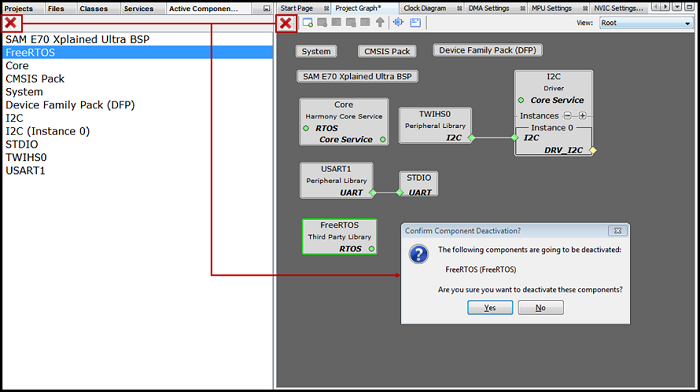 Projects Files Classes Services Active Componen...
SAM E70 Xplained Ultra BSP
FreeRTOS
Core
CMSIS Pack
System
Device Family Pack (DFP)
I2C
I2C (Instance 0)
STDIO
TWIHS0
USART1
Start Page Project Graph* Clock Diagram DMA Settings MPU Settings NVIC Settings...
View: Root
System CMSIS Pack Device Family Pack (DFP)
SAM E70 Xplained Ultra BSP
Core
Harmony Core Service
RTOS
Core Service
TWIHS0
Peripheral Library
I2C
I2C
Driver
Core Service
Instances
Instance 0
I2C
DRV_I2C
USART1
Peripheral Library
UART
STDIO
UART
FreeRTOS
Third Party Library
RTOS
Confirm Component Deactivation?
The following components are going to be deactivated:
FreeRTOS (FreeRTOS)
Are you sure you want to deactivate these components?
Yes No